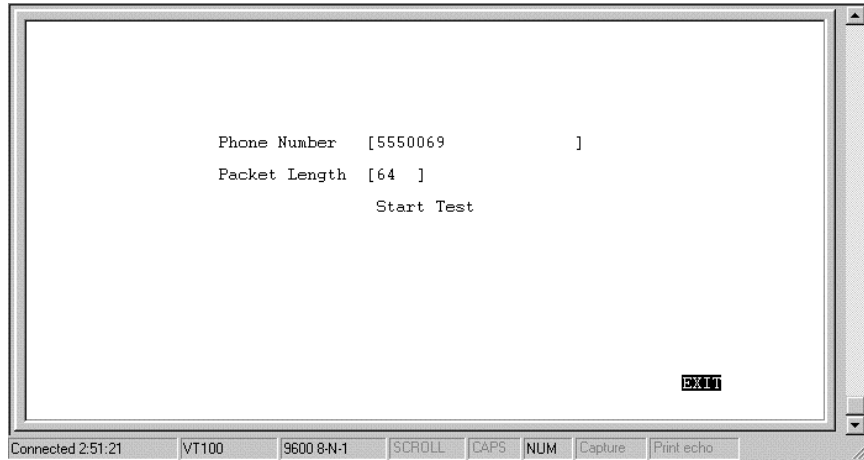 Phone Number [5550069 ]
Packet Length [64 ]
Start Test
EXIT
Connected 2:51:21 VT100 9600 8-N-1 SCROLL CAPS NUM Capture Print echo